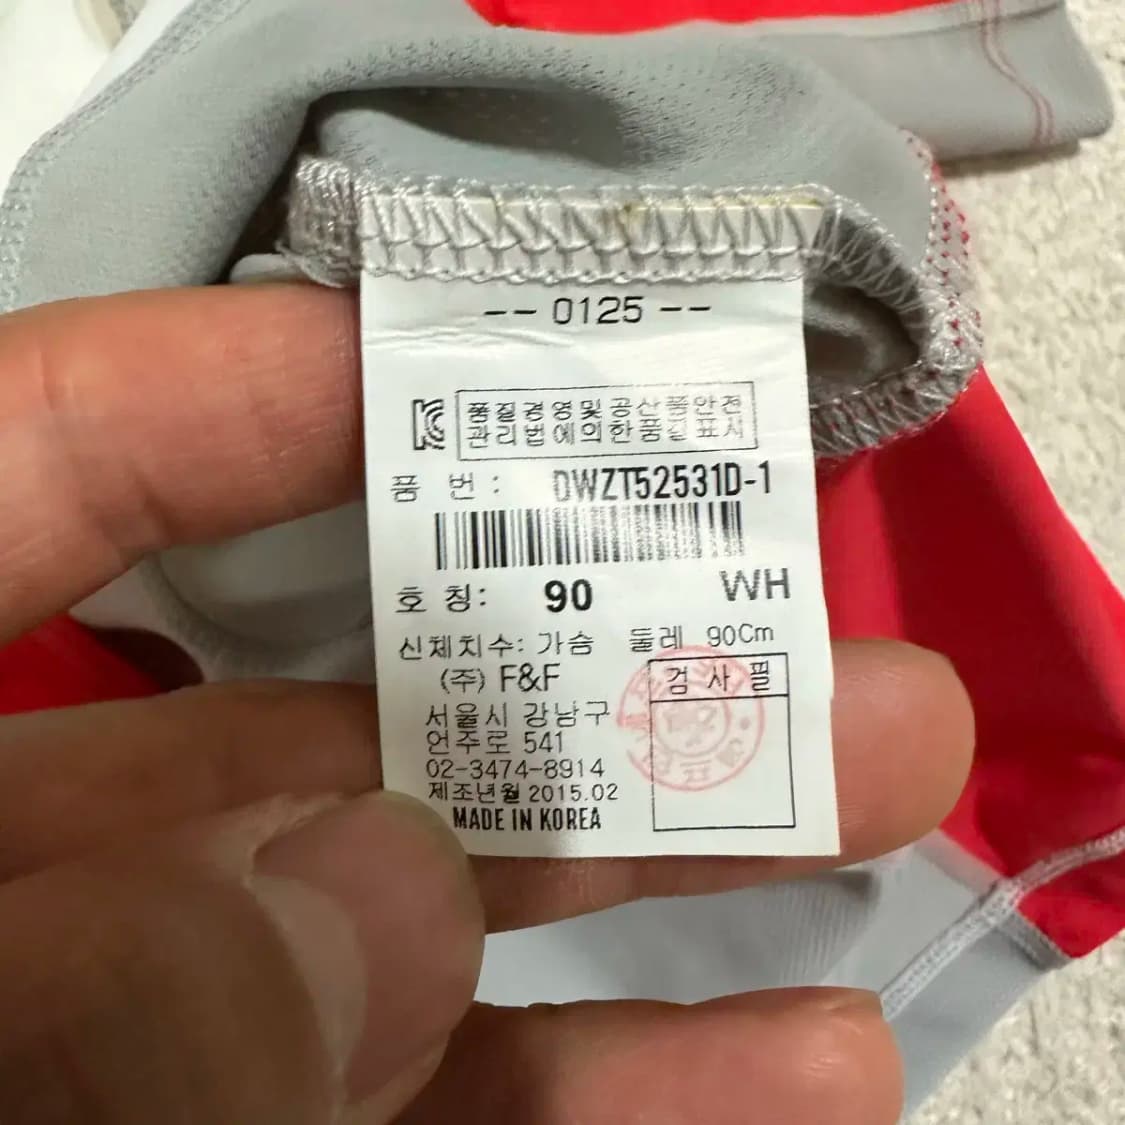 -- 0125 --
품질경영및공산품안전
관리법에의한품질표시
품 번 : DWZT52531D-1
호 칭: 90 WH
신체치수: 가슴 둘레 90Cm
(주) F&F
검 사 필
서울시 강남구
언주로 541
02-3474-8914
제조년월 2015.02
MADE IN KOREA